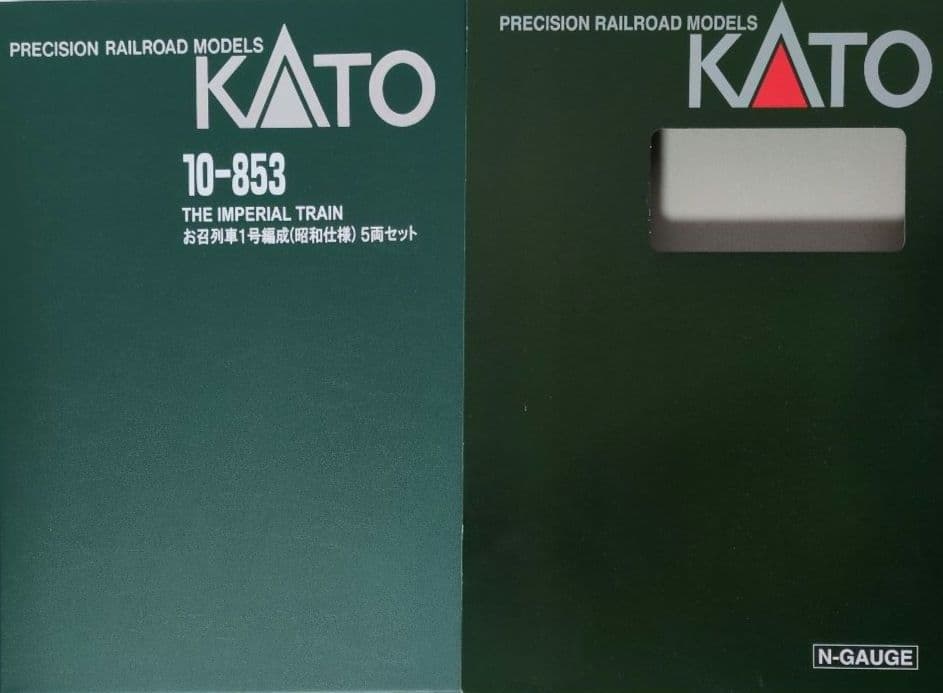 PRECISION RAILROAD MODELS
KATO
10-853
THE IMPERIAL TRAIN
お召列車1号編成(昭和仕様) 5両セット
PRECISION RAILROAD MODELS
KATO
N-GAUGE